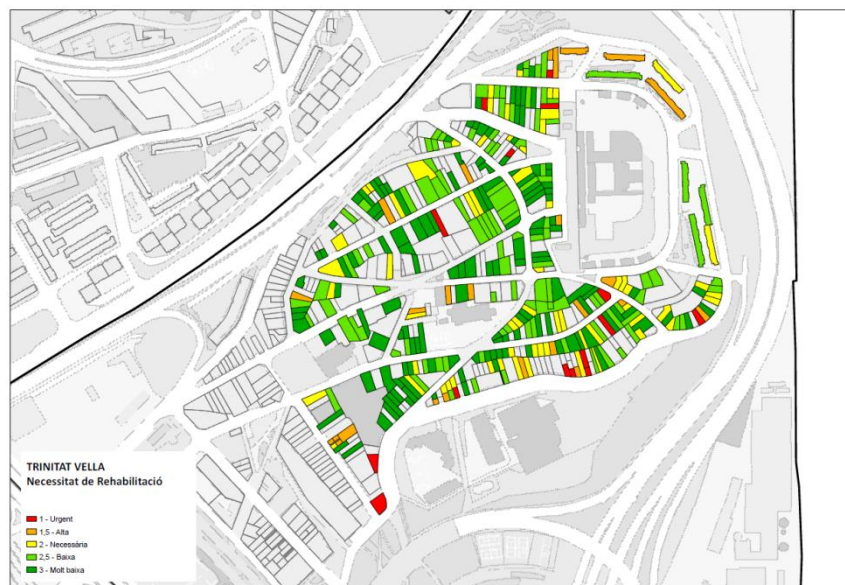 TRINITAT VELLA
Necessitat de Rehabilitació
1 - Urgent
1,5 - Alta
2 - Necessària
2,5 - Baixa
3 - Molt baixa